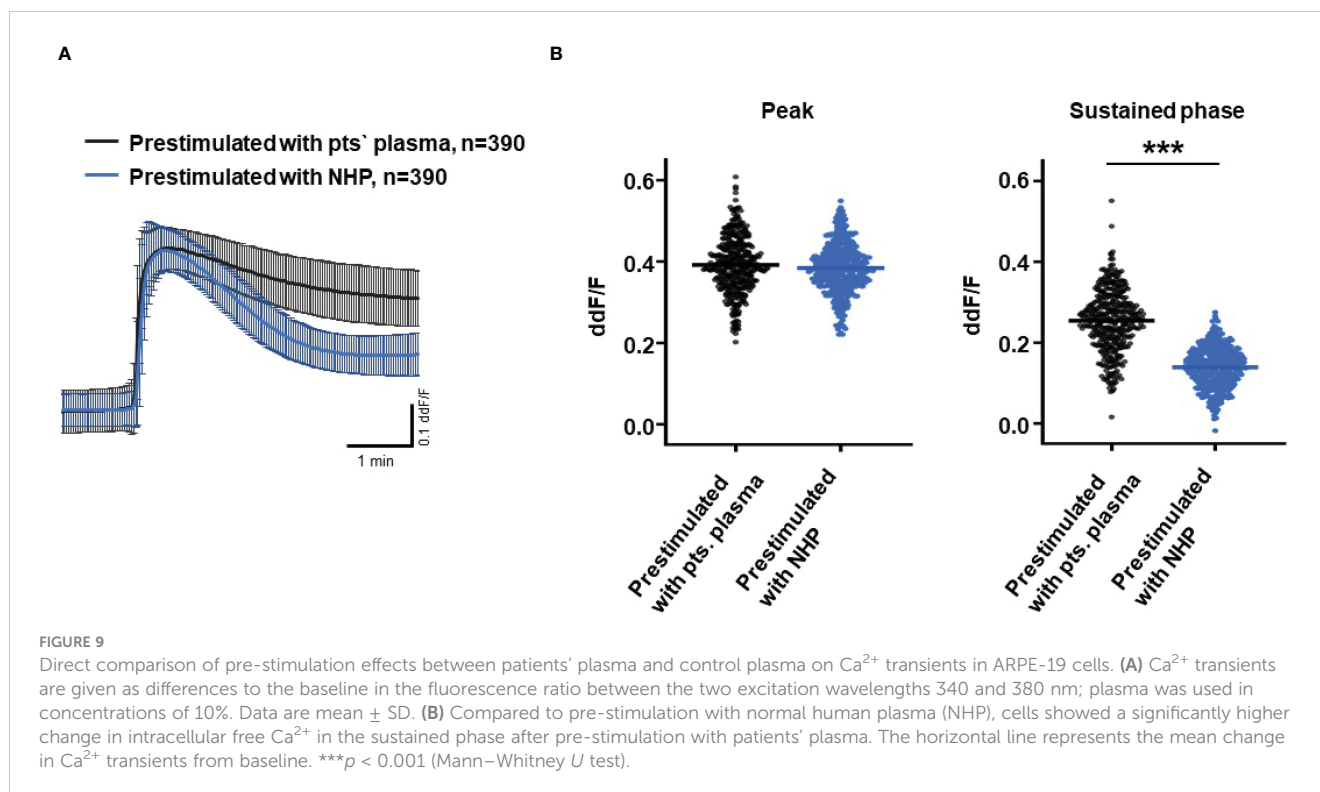 A
Prestimulated with pts` plasma, n=390
Prestimulated with NHP, n=390
0.1 ddF/F
1 min
B
Peak
ddF/F
0.6
0.4
0.2
0.0
Prestimulated
with pts. plasma
Prestimulated
with NHP
Sustained phase
***
ddF/F
0.6
0.4
0.2
0.0
Prestimulated
with pts. plasma
Prestimulated
with NHP
FIGURE 9
Direct comparison of pre-stimulation effects between patients’ plasma and control plasma on Ca²⁺ transients in ARPE-19 cells. (A) Ca²⁺ transients
are given as differences to the baseline in the fluorescence ratio between the two excitation wavelengths 340 and 380 nm; plasma was used in
concentrations of 10%. Data are mean ± SD. (B) Compared to pre-stimulation with normal human plasma (NHP), cells showed a significantly higher
change in intracellular free Ca²⁺ in the sustained phase after pre-stimulation with patients’ plasma. The horizontal line represents the mean change
in Ca²⁺ transients from baseline. ***p < 0.001 (Mann–Whitney U test).